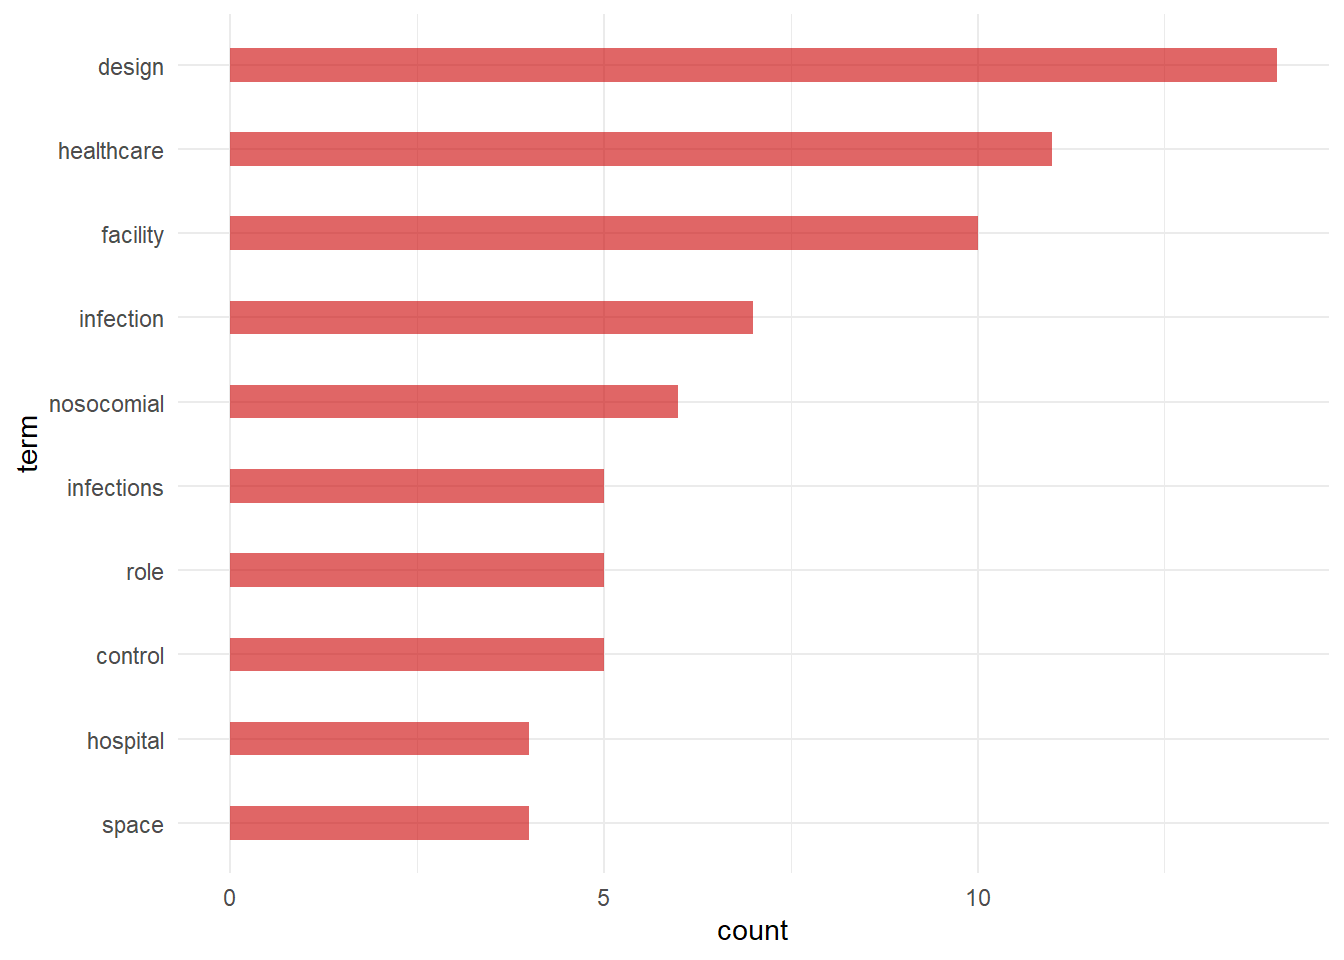 design
healthcare
facility
infection
nosocomial
infections
role
control
hospital
space
term
0 5 10
count